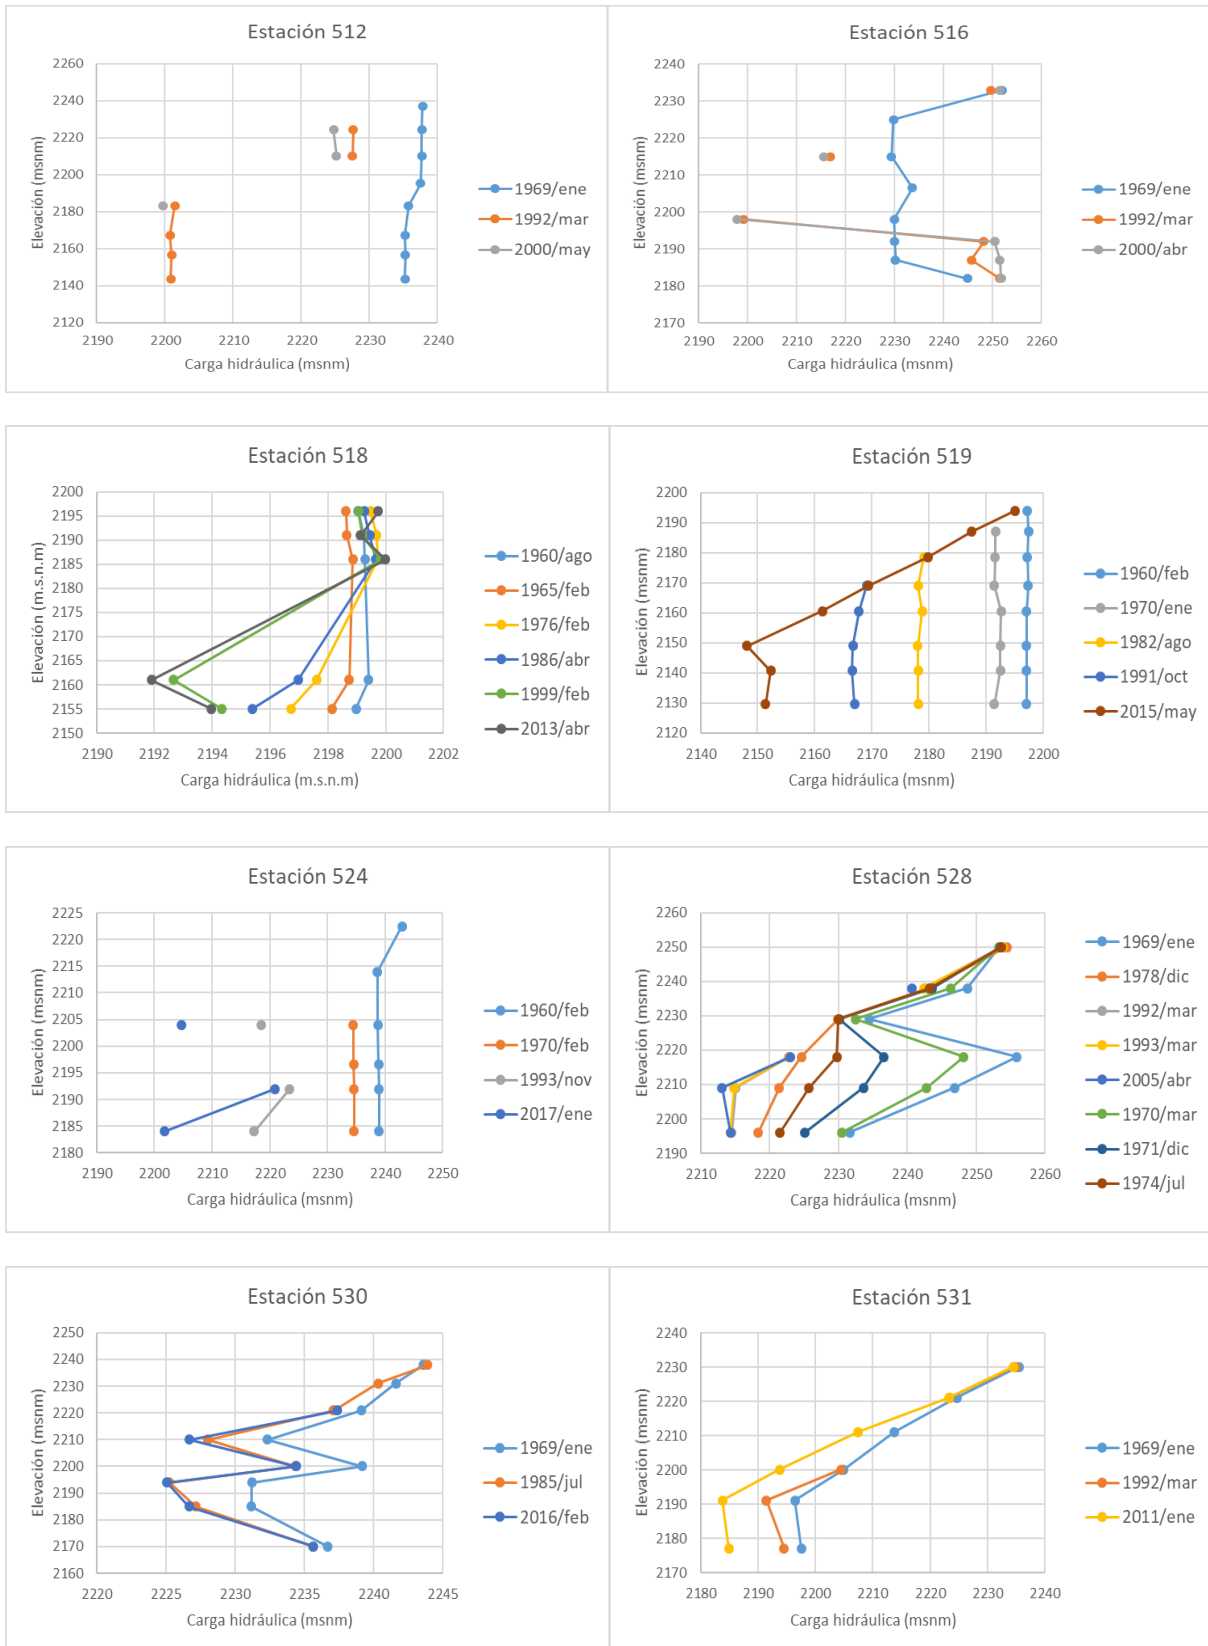 Estación 512
Elevación (msnm)
2260
2240
2220
2200
2180
2160
2140
2120
2190 2200 2210 2220 2230 2240
Carga hidráulica (msnm)
1969/ene
1992/mar
2000/may
Estación 516
Elevación (msnm)
2240
2230
2220
2210
2200
2190
2180
2170
2190 2200 2210 2220 2230 2240 2250 2260
Carga hidráulica (msnm)
1969/ene
1992/mar
2000/abr
Estación 518
Elevación (m.s.n.m)
2200
2195
2190
2185
2180
2175
2170
2165
2160
2155
2150
2190 2192 2194 2196 2198 2200 2202
Carga hidráulica (m.s.n.m)
1960/ago
1965/feb
1976/feb
1986/abr
1999/feb
2013/abr
Estación 519
Elevación (msnm)
2200
2190
2180
2170
2160
2150
2140
2130
2120
2140 2150 2160 2170 2180 2190 2200
Carga hidráulica (msnm)
1960/feb
1970/ene
1982/ago
1991/oct
2015/may
Estación 524
Elevación (msnm)
2225
2220
2215
2210
2205
2200
2195
2190
2185
2180
2190 2200 2210 2220 2230 2240 2250
Carga hidráulica (msnm)
1960/feb
1970/feb
1993/nov
2017/ene
Estación 528
Elevación (msnm)
2260
2250
2240
2230
2220
2210
2200
2190
2210 2220 2230 2240 2250 2260
Carga hidráulica (msnm)
1969/ene
1978/dic
1992/mar
1993/mar
2005/abr
1970/mar
1971/dic
1974/jul
Estación 530
Elevación (msnm)
2250
2240
2230
2220
2210
2200
2190
2180
2170
2160
2220 2225 2230 2235 2240 2245
Carga hidráulica (msnm)
1969/ene
1985/jul
2016/feb
Estación 531
Elevación (msnm)
2240
2230
2220
2210
2200
2190
2180
2170
2180 2190 2200 2210 2220 2230 2240
Carga hidráulica (msnm)
1969/ene
1992/mar
2011/ene